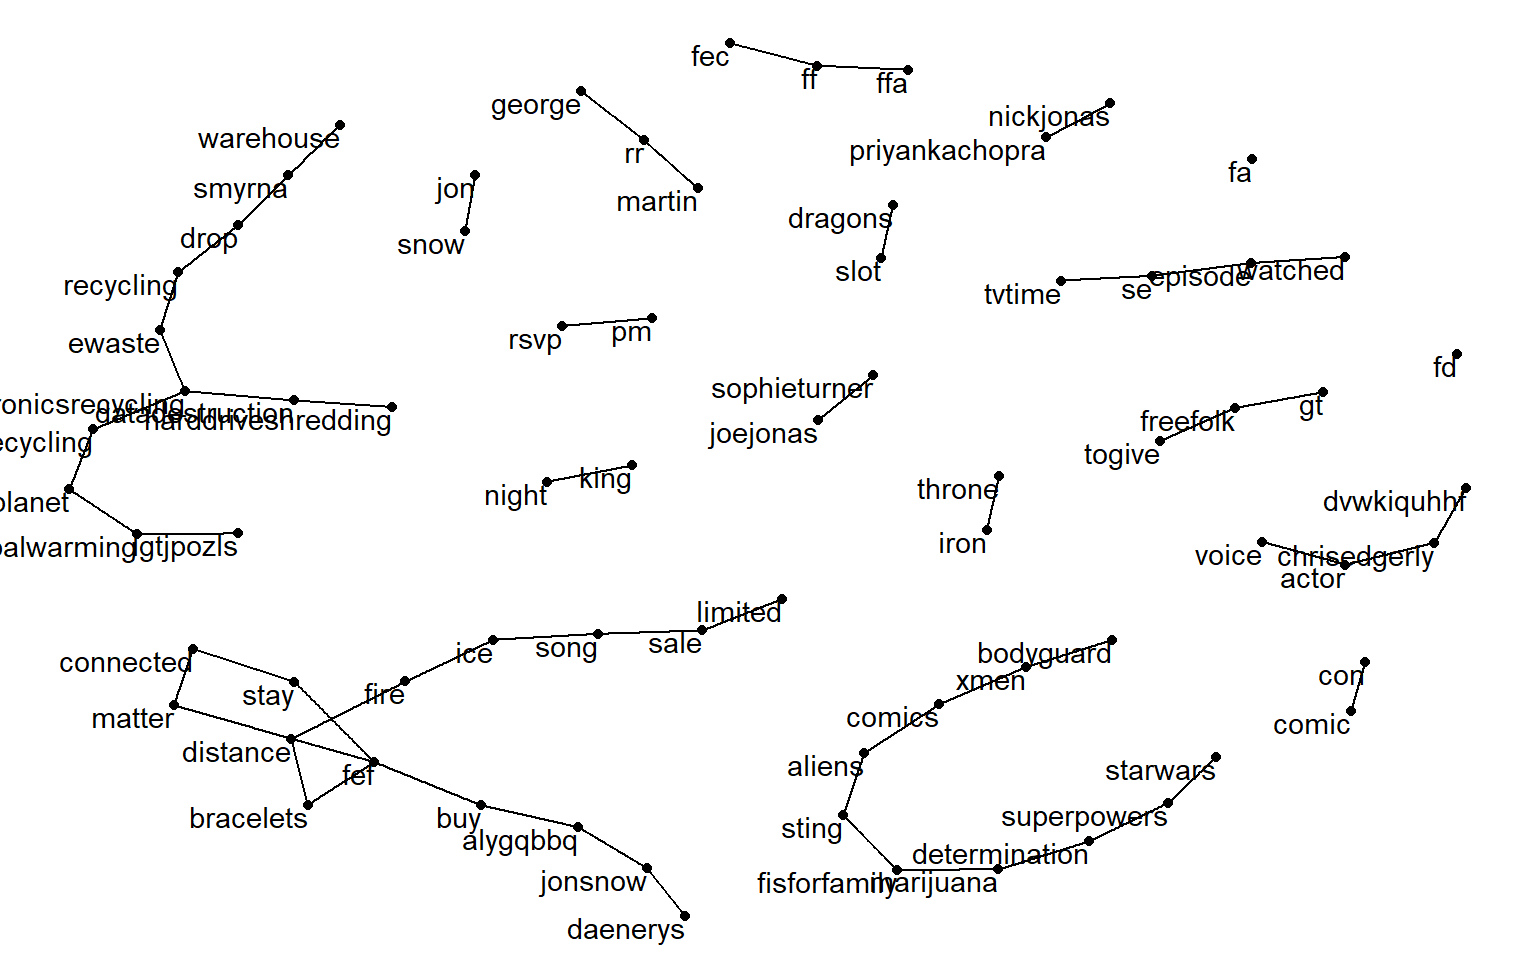 fec
ff
ffa
george
nickjonas
warehouse
rr
priyankachopra
fa
smyrna
jon
martin
dragons
drop
snow
slot
episode
watched
recycling
tvtime
se
rsvp
pm
ewaste
fd
sophieturner
ronicsrecycling
datadestruction
harddriveshredding
gt
freefolk
joejonas
ecycling
togive
king
night
throne
planet
dvwkiquhhf
iron
balwarming
lgtjpozls
voice
chrisedgerly
actor
limited
ice
song
sale
bodyguard
connected
con
xmen
stay
fire
matter
comics
comic
distance
aliens
starwars
fef
bracelets
buy
superpowers
sting
alygqbbq
determination
jonsnow
fisforfamily
marijuana
daenerys